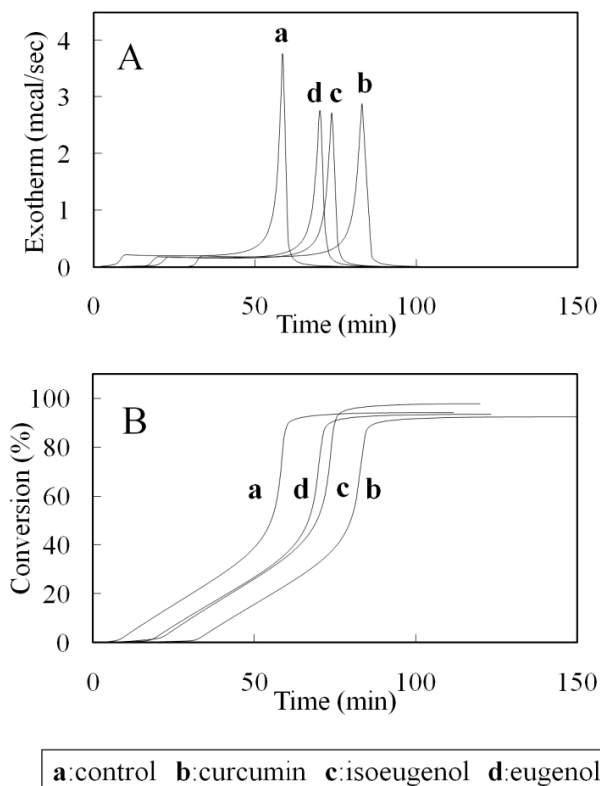 4
3
2
1
0
Exotherm (mcal/sec)
A
a
d c b
0 50 100 150
Time (min)
100
80
60
40
20
0
Conversion (%)
B
a d c b
0 50 100 150
Time (min)
a:control b:curcumin c:isoeugenol d:eugenol